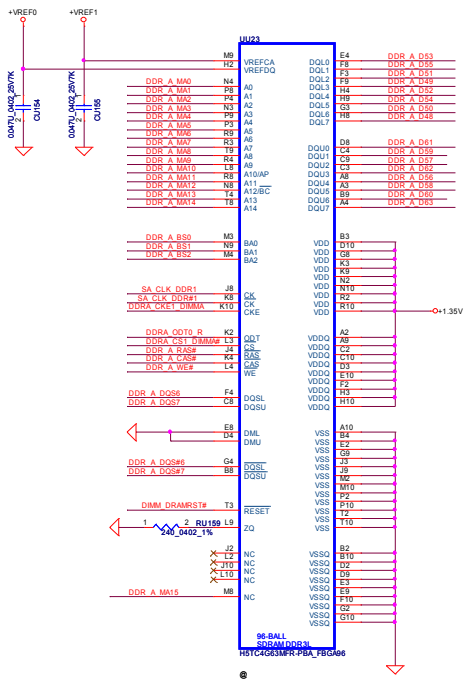 +VREF0
+VREF1
UU23
M9
VREFCA
H2
VREFDQ
0.047U_0402_25V7K
CU154
0.047U_0402_25V7K
CU155
1
2
1
2
DDR_A_MA0 N4 A0
DDR_A_MA1 P8 A1
DDR_A_MA2 P4 A2
DDR_A_MA3 N3 A3
DDR_A_MA4 P9 A4
DDR_A_MA5 P3 A5
DDR_A_MA6 R9 A6
DDR_A_MA7 R3 A7
DDR_A_MA8 T9 A8
DDR_A_MA9 R4 A9
DDR_A_MA10 L8 A10/AP
DDR_A_MA11 R8 A11
DDR_A_MA12 N8 A12/BC
DDR_A_MA13 T4 A13
DDR_A_MA14 T8 A14
DDR_A_BS0 M3 BA0
DDR_A_BS1 N9 BA1
DDR_A_BS2 M4 BA2
SA_CLK_DDR1 J8 CK
SA_CLK_DDR#1 K8 CK
DDRA_CKE1_DIMMA K10 CKE
DDRA_ODT0_R K2 ODT
DDRA_CS1_DIMMA# L3 CS
DDR_A_RAS# J4 RAS
DDR_A_CAS# K4 CAS
DDR_A_WE# L4 WE
DDR_A_DQS6 F4 DQSL
DDR_A_DQS7 C8 DQSU
E8 DML
D4 DMU
DDR_A_DQS#6 G4 DQSL
DDR_A_DQS#7 B8 DQSU
DIMM_DRAMRST# T3 RESET
1 2 RU159 L9 ZQ
240_0402_1%
J2 NC
L2 NC
J10 NC
L10 NC
DDR_A_MA15 M8 NC
DQL0 E4 DDR_A_D53
DQL1 F8 DDR_A_D55
DQL2 F3 DDR_A_D51
DQL3 F9 DDR_A_D49
DQL4 H4 DDR_A_D52
DQL5 H9 DDR_A_D54
DQL6 G3 DDR_A_D50
DQL7 H8 DDR_A_D48
DQU0 D8 DDR_A_D61
DQU1 C4 DDR_A_D59
DQU2 C9 DDR_A_D57
DQU3 C3 DDR_A_D62
DQU4 A8 DDR_A_D56
DQU5 A3 DDR_A_D58
DQU6 B9 DDR_A_D60
DQU7 A4 DDR_A_D63
VDD B3
VDD D10
VDD G8
VDD K3
VDD K9
VDD N2
VDD N10
VDD R2
VDD R10
+1.35V
VDDQ A2
VDDQ A9
VDDQ C2
VDDQ C10
VDDQ D3
VDDQ E10
VDDQ F2
VDDQ H3
VDDQ H10
VSS A10
VSS B4
VSS E2
VSS G9
VSS J3
VSS J9
VSS M2
VSS M10
VSS P2
VSS P10
VSS T2
VSS T10
VSSQ B2
VSSQ B10
VSSQ D2
VSSQ D9
VSSQ E3
VSSQ E9
VSSQ F10
VSSQ G2
VSSQ G10
96-BALL
SDRAM DDR3L
H5TC4G63MFR-PBA_FBGA96
@